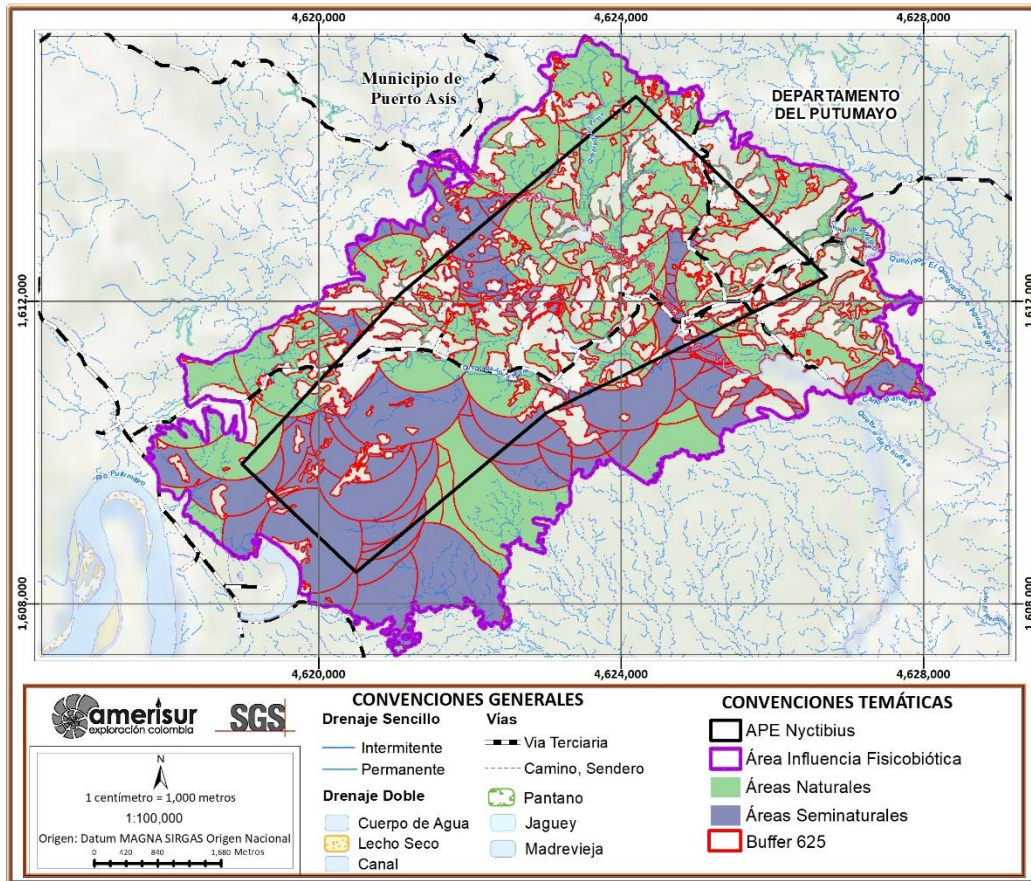 4,620,000
4,624,000
4,628,000
Municipio de
Puerto Asís
DEPARTAMENTO
DEL PUTUMAYO
1,612,000
1,612,000
Río Putumayo
Caño Mansoya
1,608,000
1,608,000
4,620,000
4,624,000
4,628,000
amerisur
exploración colombia
SGS
N
1 centímetro = 1,000 metros
1:100,000
Origen: Datum MAGNA SIRGAS Origen Nacional
0 420 840 1,680 Metros
CONVENCIONES GENERALES
Drenaje Sencillo
Intermitente
Permanente
Drenaje Doble
Cuerpo de Agua
Lecho Seco
Canal
Vías
Via Terciaria
Camino, Sendero
Pantano
Jaguey
Madrevieja
CONVENCIONES TEMÁTICAS
APE Nyctibius
Área Influencia Fisicobiótica
Áreas Naturales
Áreas Seminaturales
Buffer 625